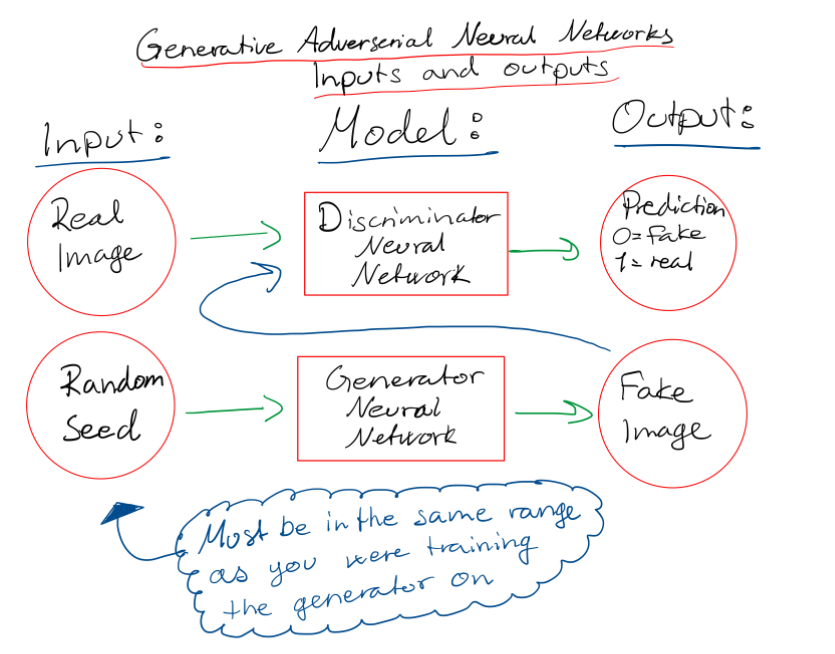 Generative Adverserial Neural Networks
Inputs and outputs
Input:
Model:
Output:
Real
Image
Discriminator
Neural
Network
Prediction
0=Fake
1=real
Random
Seed
Generator
Neural
Network
Fake
Image
Must be in the same range
as you were training
the generator on